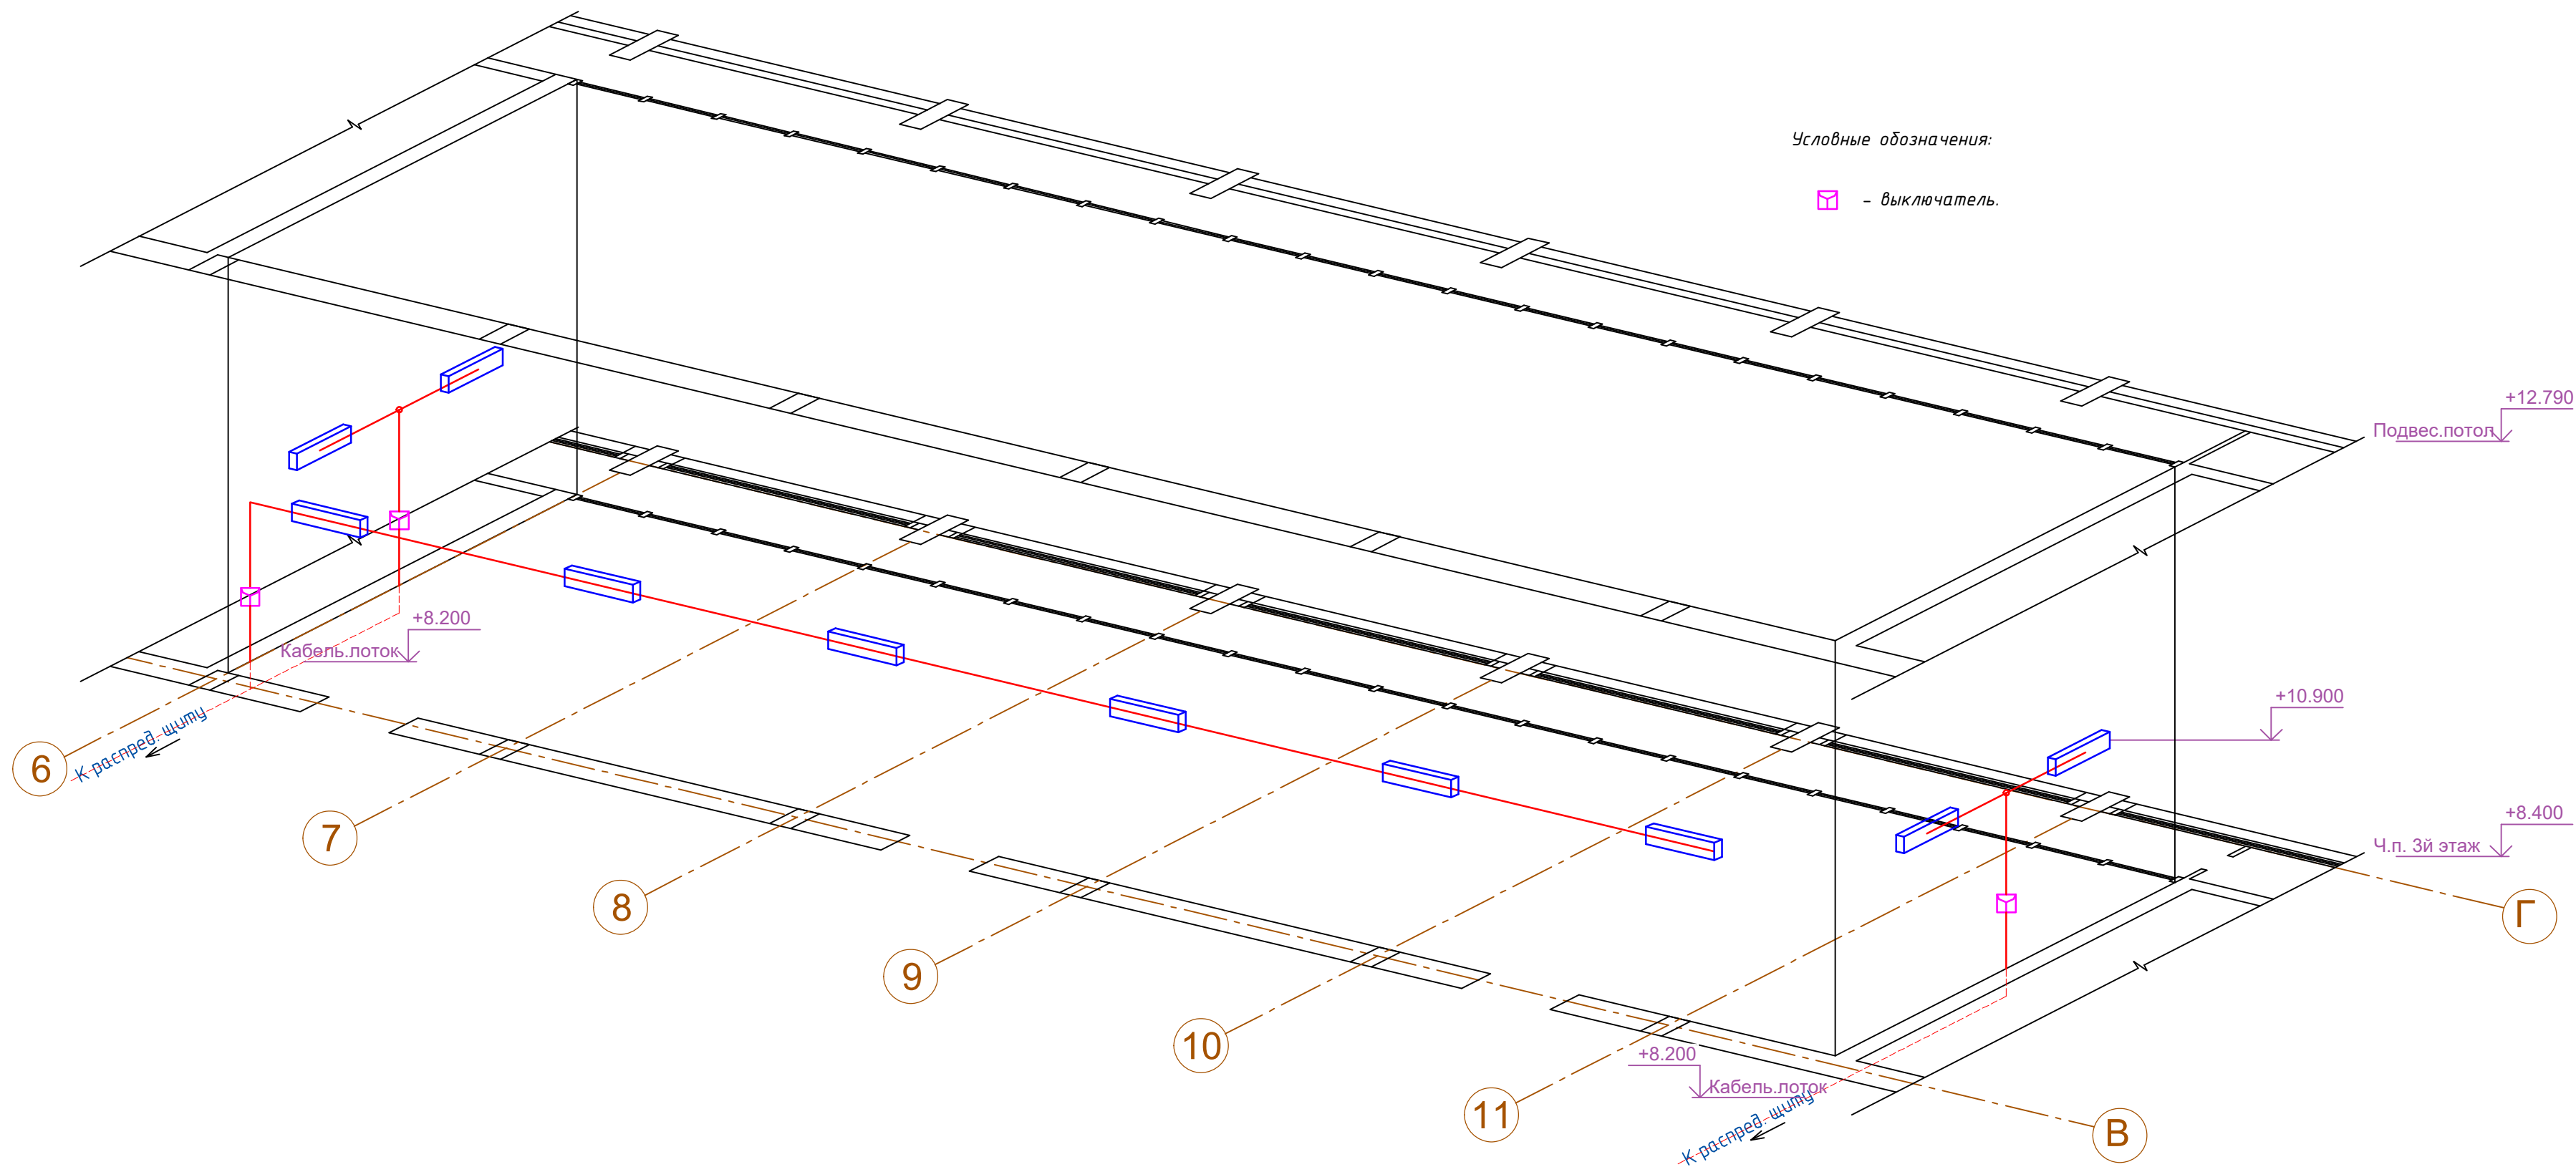 Условные обозначения:
- выключатель.
+12.790
Подвес.потол
+8.200
Кабель.лоток
К распред. щиту
+10.900
+8.400
Ч.п. 3й этаж
+8.200
Кабель.лоток
К распред. щиту
6
7
8
9
10
11
Г
В